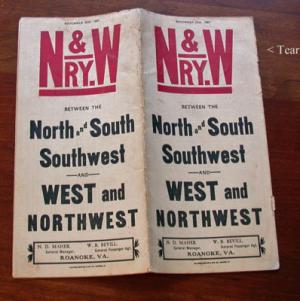 N&W
RY.
BETWEEN THE
North and South
Southwest
AND
WEST and
NORTHWEST
N. D. MAHER, W. B. BEVILL,
General Manager, General Passenger Agt.
ROANOKE, VA.
N&W
RY.
BETWEEN THE
North and South
Southwest
AND
WEST and
NORTHWEST
N. D. MAHER, W. B. BEVILL,
General Manager, General Passenger Agt.
ROANOKE, VA.
< Tear